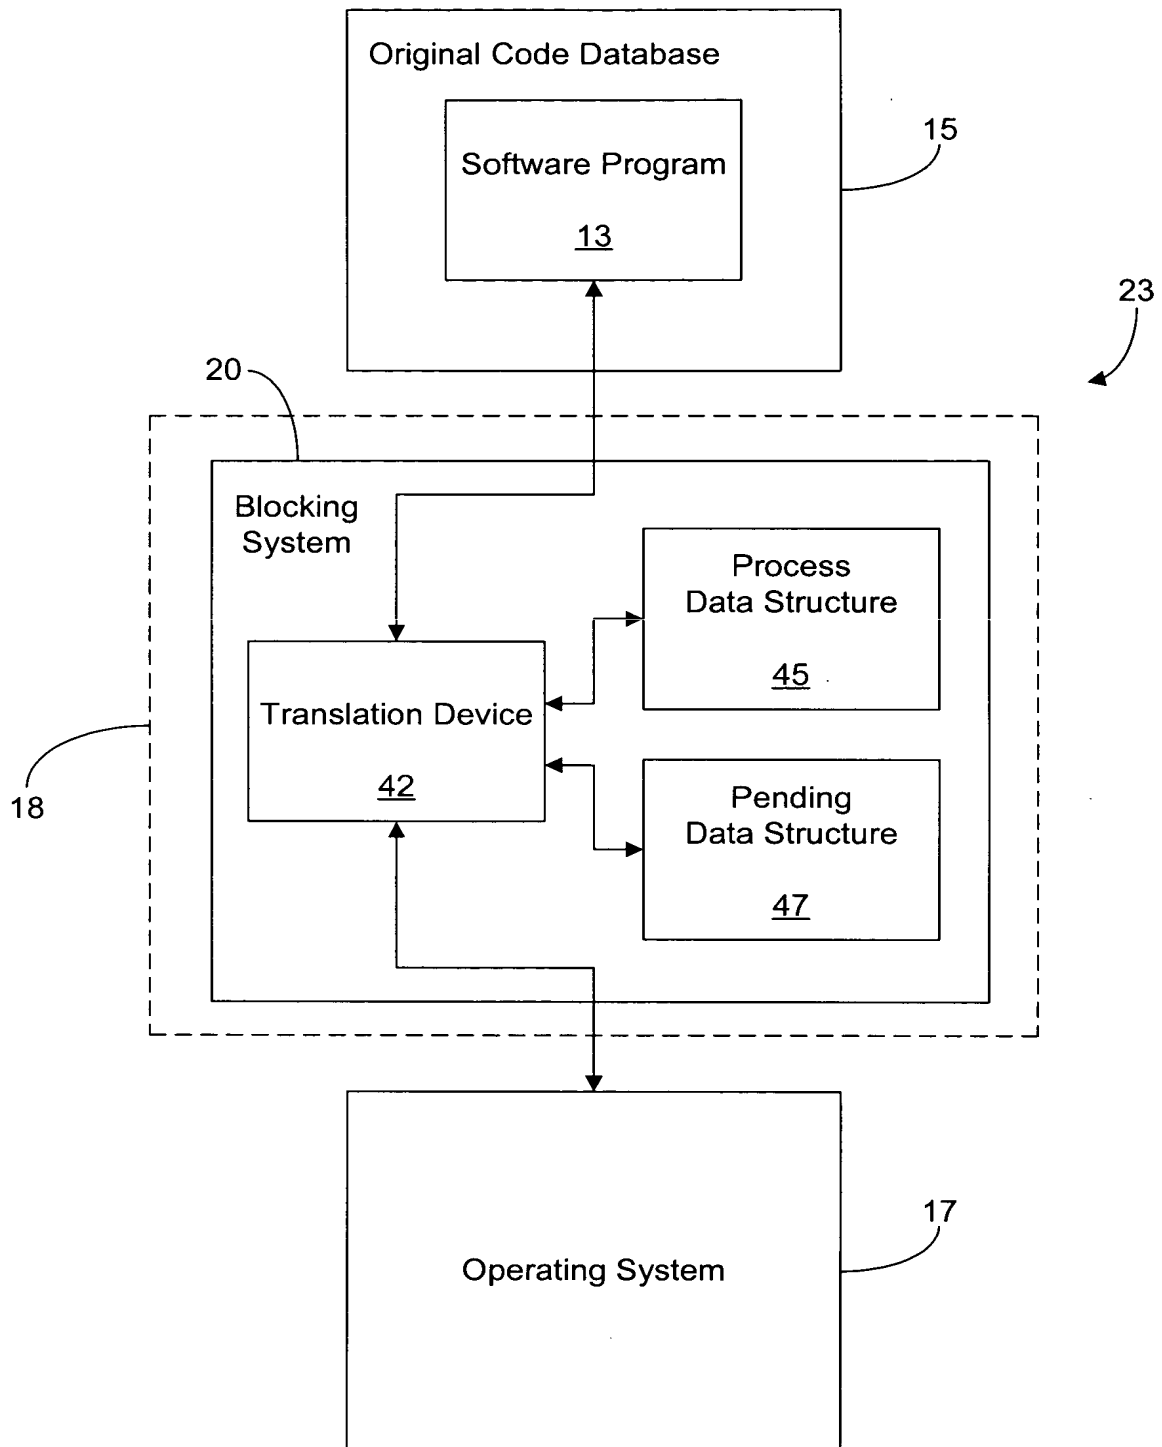 Original Code Database
Software Program
13
15
23
20
Blocking
System
Process
Data Structure
45
Translation Device
42
18
Pending
Data Structure
47
17
Operating System